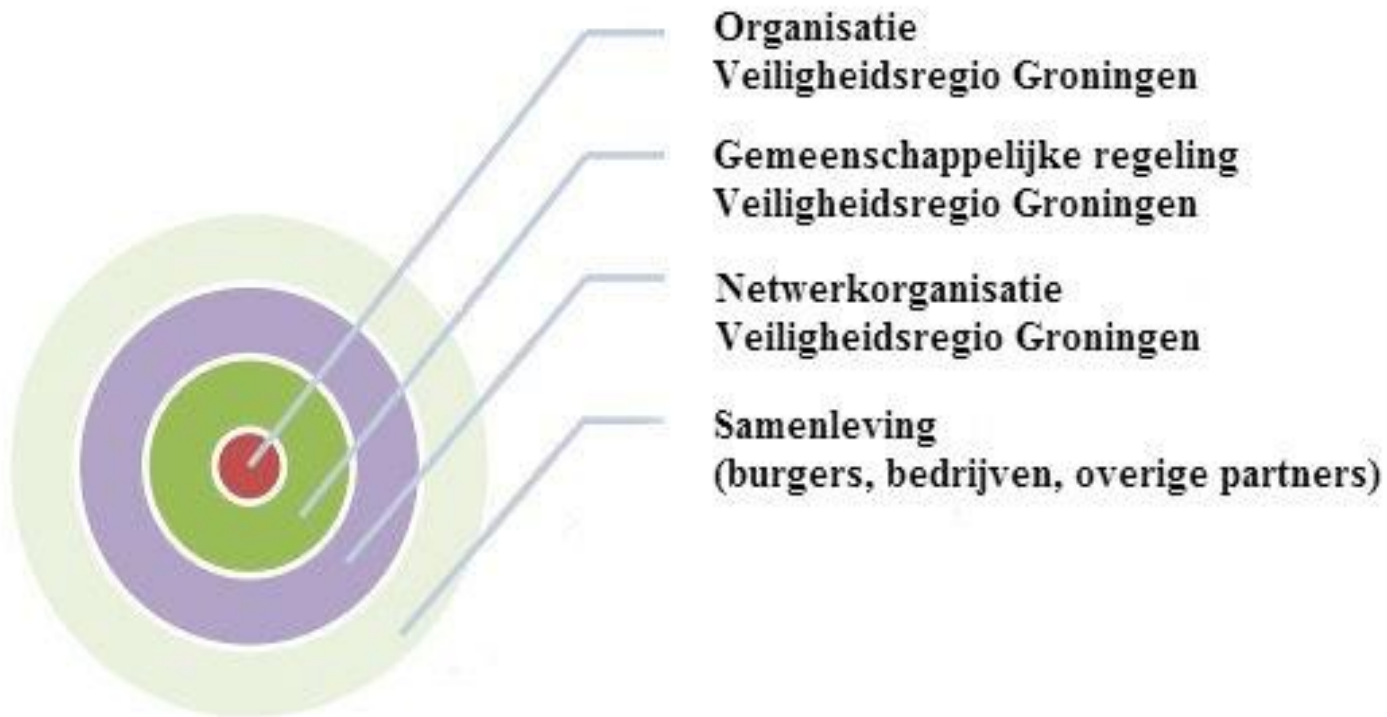 Organisatie
Veiligheidsregio Groningen
Gemeenschappelijke regeling
Veiligheidsregio Groningen
Netwerkorganisatie
Veiligheidsregio Groningen
Samenleving
(burgers, bedrijven, overige partners)